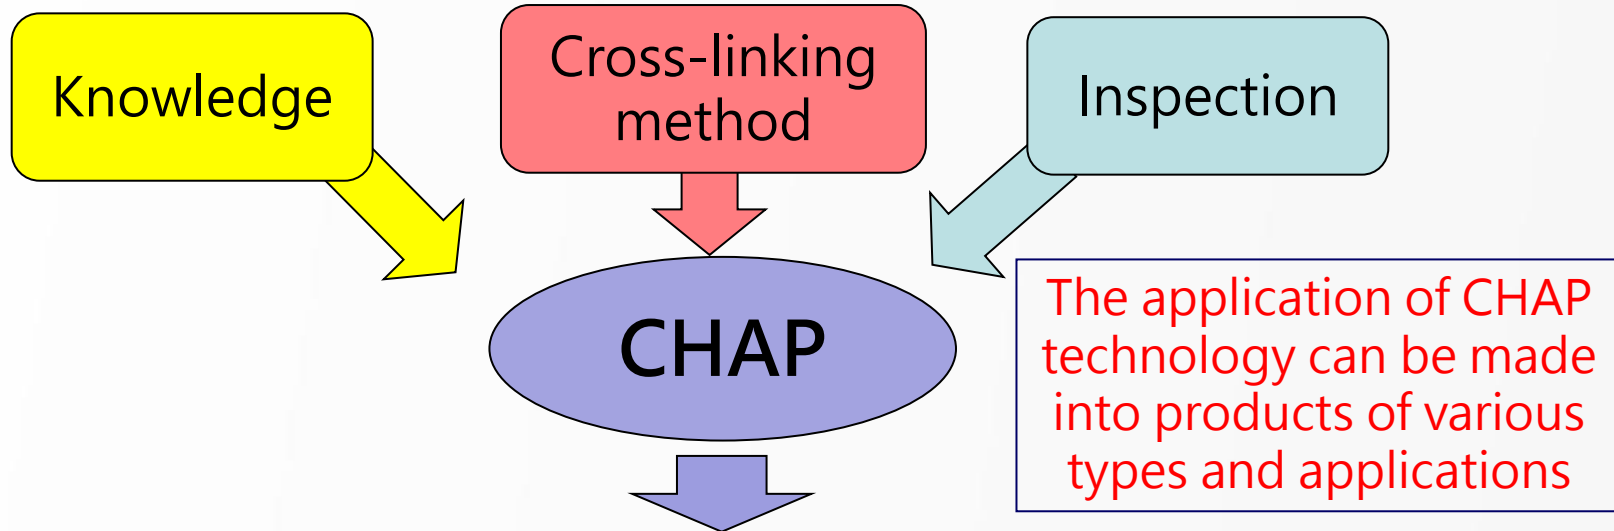 Knowledge
Cross-linking
method
Inspection
CHAP
The application of CHAP
technology can be made
into products of various
types and applications